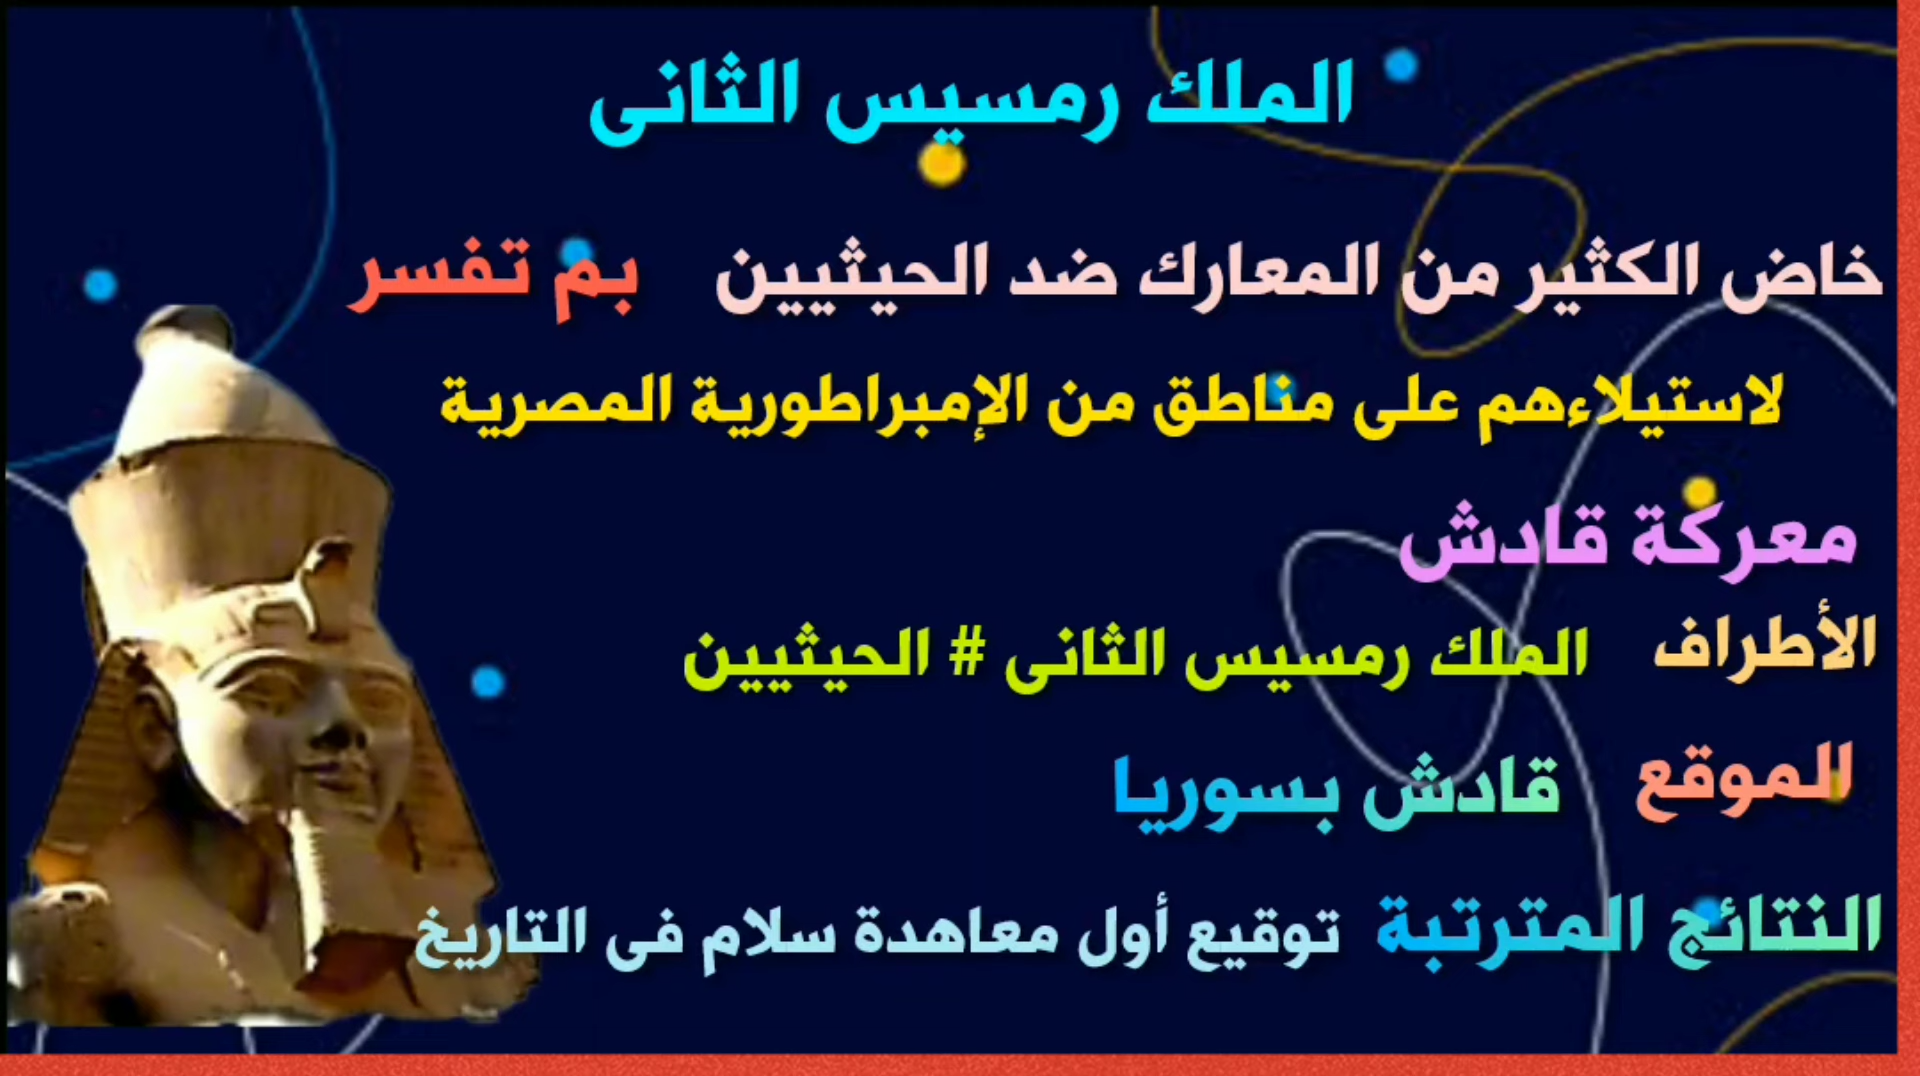 الملك رمسيس الثانى
خاض الكثير من المعارك ضد الحيثيين بم تفسر
لاستيلاءهم على مناطق من الإمبراطورية المصرية
معركة قادش
الأطراف الملك رمسيس الثانى # الحيثيين
الموقع قادش بسوريا
النتائج المترتبة توقيع أول معاهدة سلام فى التاريخ